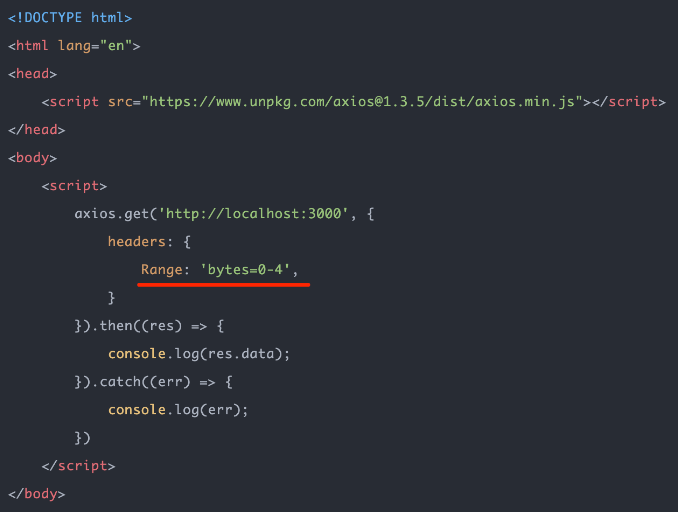 <!DOCTYPE html>
<html lang="en">
<head>
    <script src="https://www.unpkg.com/axios@1.3.5/dist/axios.min.js"></script>
</head>
<body>
    <script>
        axios.get('http://localhost:3000', {
            headers: {
                Range: 'bytes=0-4',
            }
        }).then((res) => {
            console.log(res.data);
        }).catch((err) => {
            console.log(err);
        })
    </script>
</body>